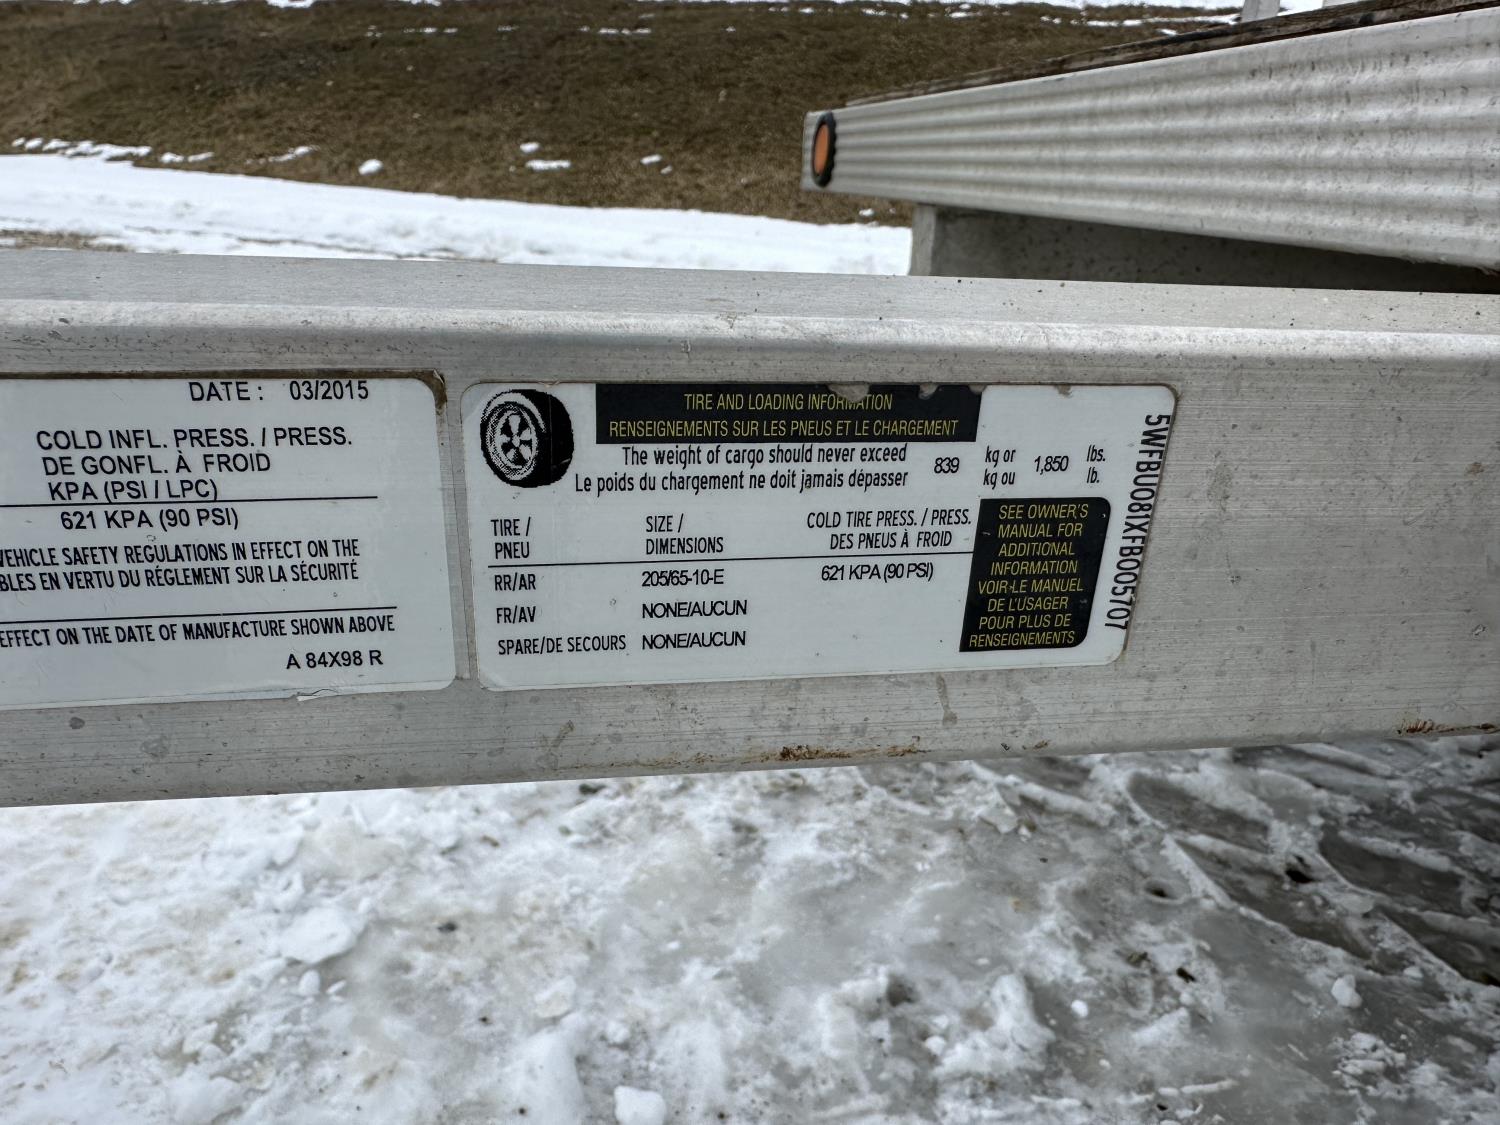 DATE : 03/2015
COLD INFL. PRESS. / PRESS.
DE GONFL. À FROID
KPA (PSI / LPC)
621 KPA (90 PSI)
VEHICLE SAFETY REGULATIONS IN EFFECT ON THE
BLES EN VERTU DU RÉGLEMENT SUR LA SÉCURITÉ
EFFECT ON THE DATE OF MANUFACTURE SHOWN ABOVE
A 84X98 R
TIRE AND LOADING INFORMATION
RENSEIGNEMENTS SUR LES PNEUS ET LE CHARGEMENT
The weight of cargo should never exceed 839 kg or 1,850 lbs.
Le poids du chargement ne doit jamais dépasser kg ou lb.
TIRE / SIZE / COLD TIRE PRESS. / PRESS.
PNEU DIMENSIONS DES PNEUS À FROID
RR/AR 205/65-10-E 621 KPA (90 PSI)
FR/AV NONE/AUCUN
SPARE/DE SECOURS NONE/AUCUN
SEE OWNER'S
MANUAL FOR
ADDITIONAL
INFORMATION
VOIR LE MANUEL
DE L'USAGER
POUR PLUS DE
RENSEIGNEMENTS
5WFBU081XFB005707